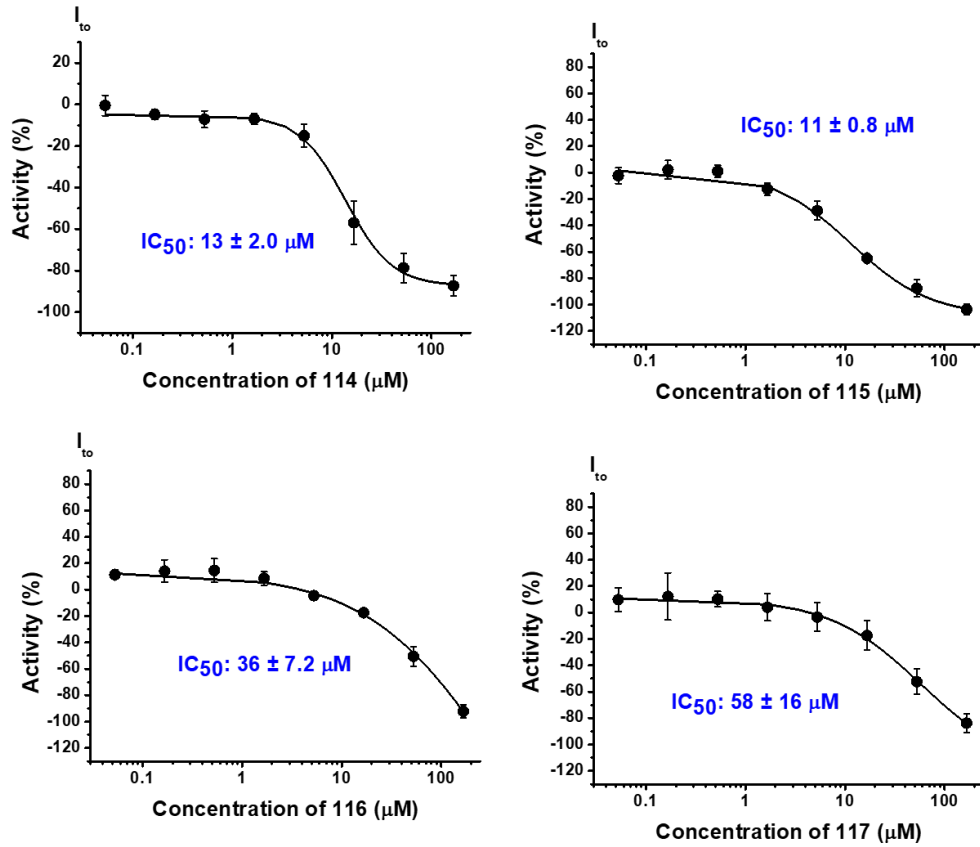 I_to
Activity (%)
20
0
-20
-40
-60
-80
-100
IC50: 13 ± 2.0 μM
0.1 1 10 100
Concentration of 114 (μM)
I_to
Activity (%)
80
60
40
20
0
-20
-40
-60
-80
-100
-120
IC50: 11 ± 0.8 μM
0.1 1 10 100
Concentration of 115 (μM)
I_to
Activity (%)
80
60
40
20
0
-20
-40
-60
-80
-100
-120
IC50: 36 ± 7.2 μM
0.1 1 10 100
Concentration of 116 (μM)
I_to
Activity (%)
80
60
40
20
0
-20
-40
-60
-80
-100
-120
IC50: 58 ± 16 μM
0.1 1 10 100
Concentration of 117 (μM)